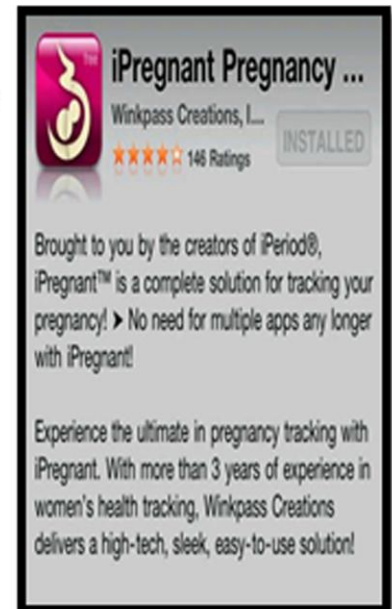 free
iPregnant Pregnancy ...
Winkpass Creations, I...
146 Ratings
INSTALLED
Brought to you by the creators of iPeriod®,
iPregnant™ is a complete solution for tracking your
pregnancy! ➤ No need for multiple apps any longer
with iPregnant!
Experience the ultimate in pregnancy tracking with
iPregnant. With more than 3 years of experience in
women's health tracking, Winkpass Creations
delivers a high-tech, sleek, easy-to-use solution!